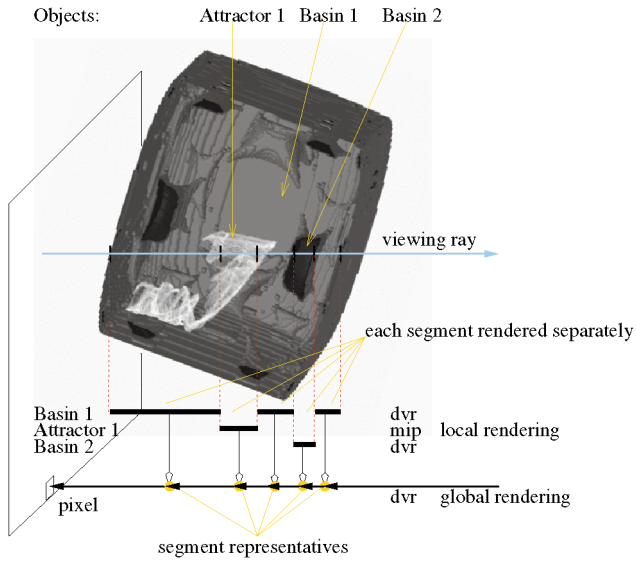 Objects: Attractor 1 Basin 1 Basin 2
viewing ray
each segment rendered separately
Basin 1 dvr
Attractor 1 mip local rendering
Basin 2 dvr
pixel dvr global rendering
segment representatives